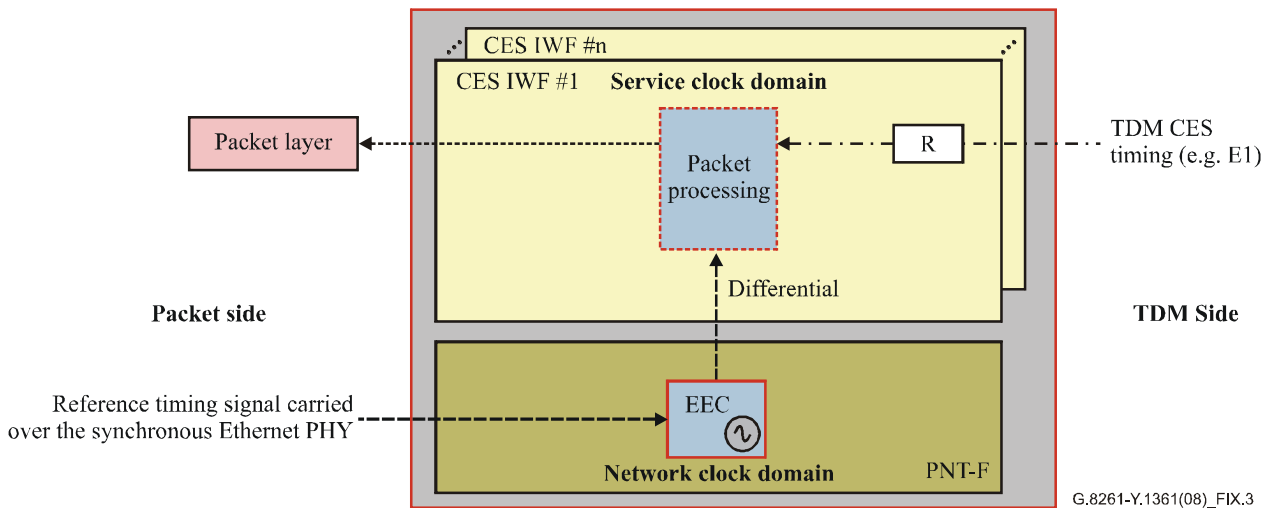 CES IWF #n
CES IWF #1
Service clock domain
Packet layer
Packet
processing
R
TDM CES
timing (e.g. E1)
Differential
Packet side
TDM Side
Reference timing signal carried
over the synchronous Ethernet PHY
EEC
Network clock domain
PNT-F
G.8261-Y.1361(08)_FIX.3